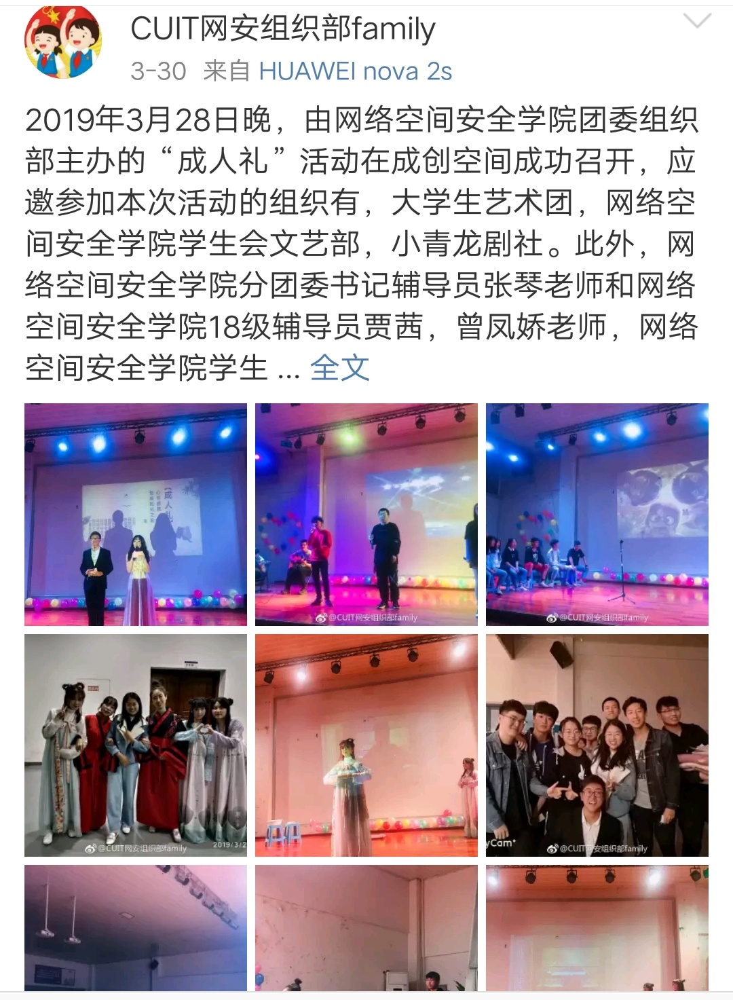 CUIT网安组织部family
3-30 来自 HUAWEI nova 2s
2019年3月28日晚，由网络空间安全学院团委组织
部主办的“成人礼”活动在成创空间成功召开，应
邀参加本次活动的组织有，大学生艺术团，网络空
间安全学院学生会文艺部，小青龙剧社。此外，网
络空间安全学院分团委书记辅导员张琴老师和网络
空间安全学院18级辅导员贾茜，曾凤娇老师，网络
空间安全学院学生 ... 全文
成人礼
@CUIT网安组织部family
@CUIT网安组织部family
@CUIT网安组织部family
2019/3/2
yCam
@CUIT网安组织部family